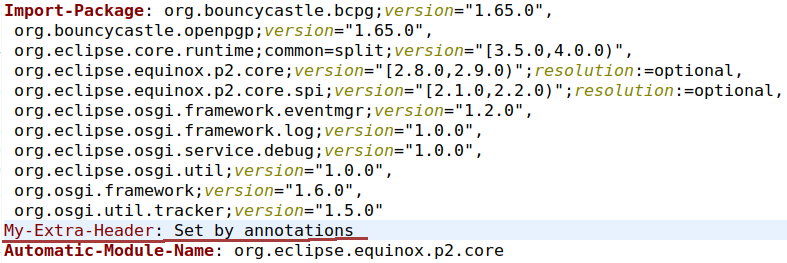 Import-Package: org.bouncycastle.bcpg;version="1.65.0",
org.bouncycastle.openpgp;version="1.65.0",
org.eclipse.core.runtime;common=split;version="[3.5.0,4.0.0)",
org.eclipse.equinox.p2.core;version="[2.8.0,2.9.0)";resolution:=optional,
org.eclipse.equinox.p2.core.spi;version="[2.1.0,2.2.0)";resolution:=optional,
org.eclipse.osgi.framework.eventmgr;version="1.2.0",
org.eclipse.osgi.framework.log;version="1.0.0",
org.eclipse.osgi.service.debug;version="1.0.0",
org.eclipse.osgi.util;version="1.0.0",
org.osgi.framework;version="1.6.0",
org.osgi.util.tracker;version="1.5.0"
My-Extra-Header: Set by annotations
Automatic-Module-Name: org.eclipse.equinox.p2.core